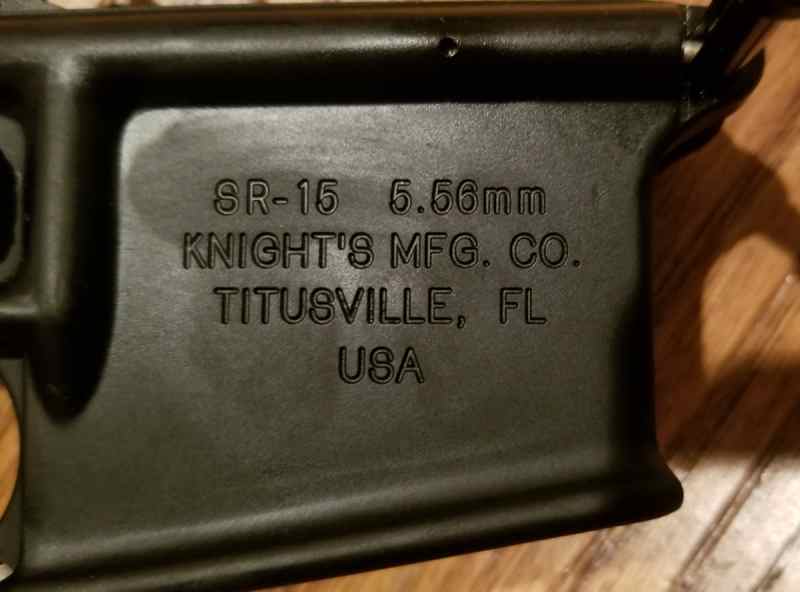 SR-15 5.56mm
KNIGHT'S MFG. CO.
TITUSVILLE, FL
USA